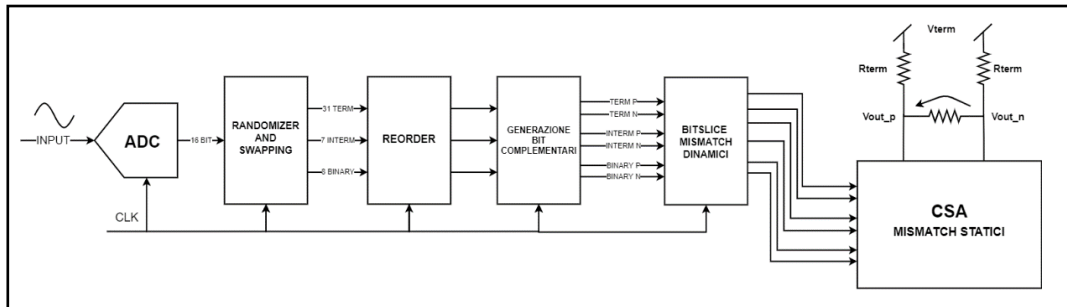 Vterm
Rterm
Rterm
Vout_p
Vout_n
INPUT
ADC
16 BIT
RANDOMIZER
AND
SWAPPING
31 TERM
7 INTERM
8 BINARY
REORDER
GENERAZIONE
BIT
COMPLEMENTARI
TERM P
TERM N
INTERM P
INTERM N
BINARY P
BINARY N
BITSLICE
MISMATCH
DINAMICI
CSA
MISMATCH STATICI
CLK